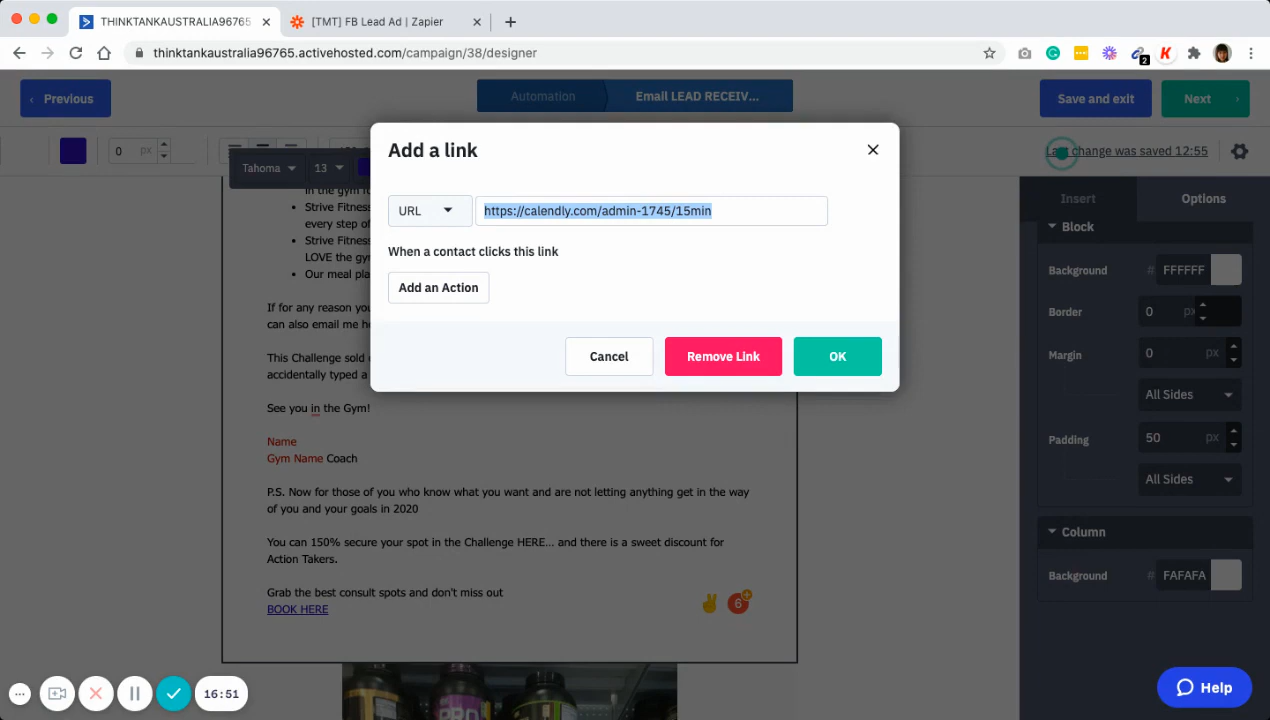 THINKTANKAUSTRALIA96765
[TMT] FB Lead Ad | Zapier
thinktankaustralia96765.activehosted.com/campaign/38/designer
2
Previous
Automation
Email LEAD RECEIV...
Save and exit
Next
0 px
Last change was saved 12:55
Tahoma
13
Add a link
URL
https://calendly.com/admin-1745/15min
When a contact clicks this link
Add an Action
Cancel
Remove Link
OK
in the gym fo
Strive Fitness
every step of
Strive Fitness
LOVE the gy
Our meal pla
If for any reason you
can also email me he
This Challenge sold o
accidentally typed a
See you in the Gym!
Name
Gym Name Coach
P.S. Now for those of you who know what you want and are not letting anything get in the way
of you and your goals in 2020
You can 150% secure your spot in the Challenge HERE... and there is a sweet discount for
Action Takers.
Grab the best consult spots and don't miss out
BOOK HERE
6
PRO
Insert
Options
Block
Background # FFFFFF
Border 0 px
Margin 0 px
All Sides
Padding 50 px
All Sides
Column
Background # FAFAFA
16:51
Help